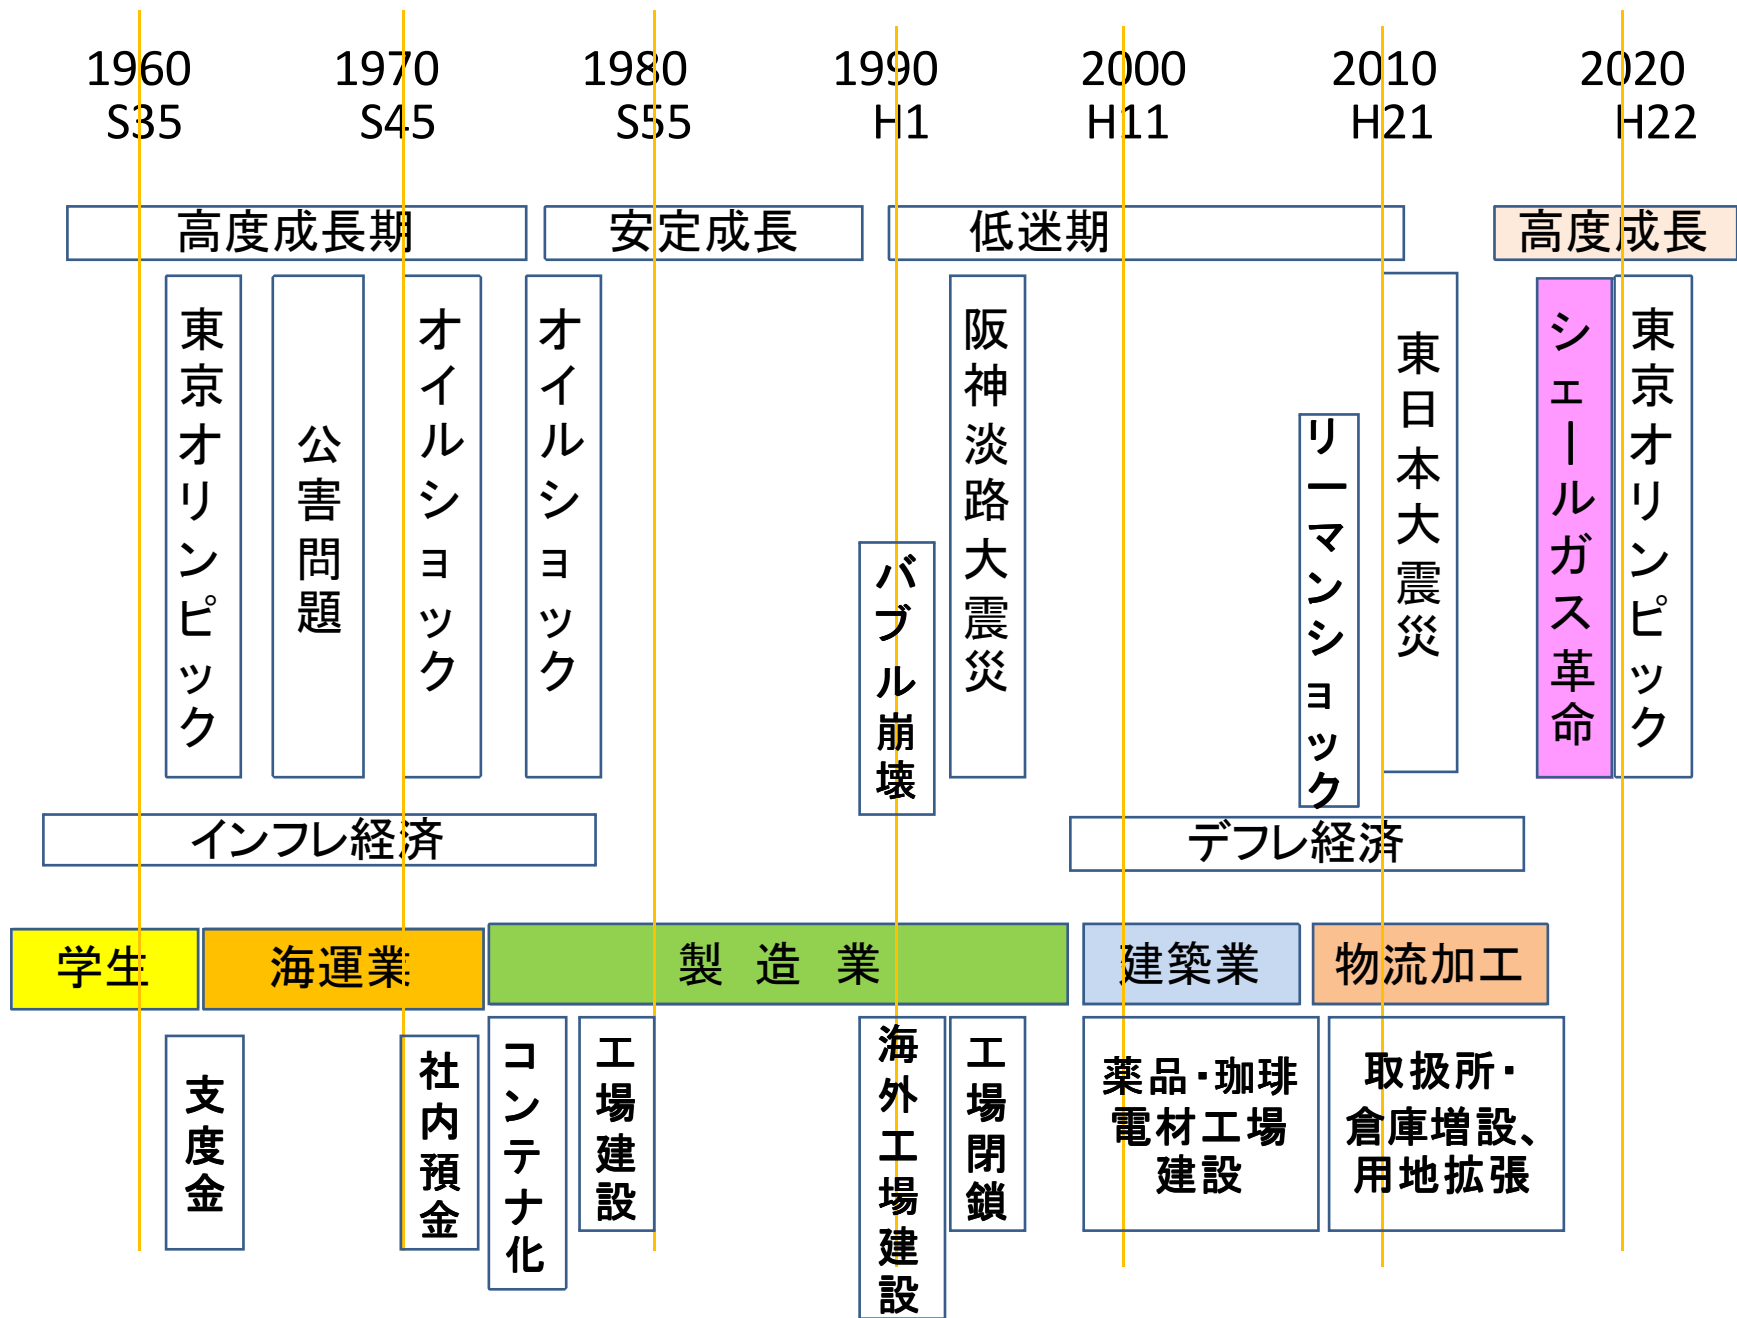 1960
1970
1980
1990
2000
2010
2020
S35
S45
S55
H1
H11
H21
H22
高度成長期
安定成長
低迷期
高度成長
東京オリンピック
公害問題
オイルショック
オイルショック
バブル崩壊
阪神淡路大震災
リーマンショック
東日本大震災
シェールガス革命
東京オリンピック
インフレ経済
デフレ経済
学生
海運業
製造業
建築業
物流加工
支度金
社内預金
コンテナ化
工場建設
海外工場建設
工場閉鎖
薬品・珈琲
電材工場
建設
取扱所・
倉庫増設、
用地拡張